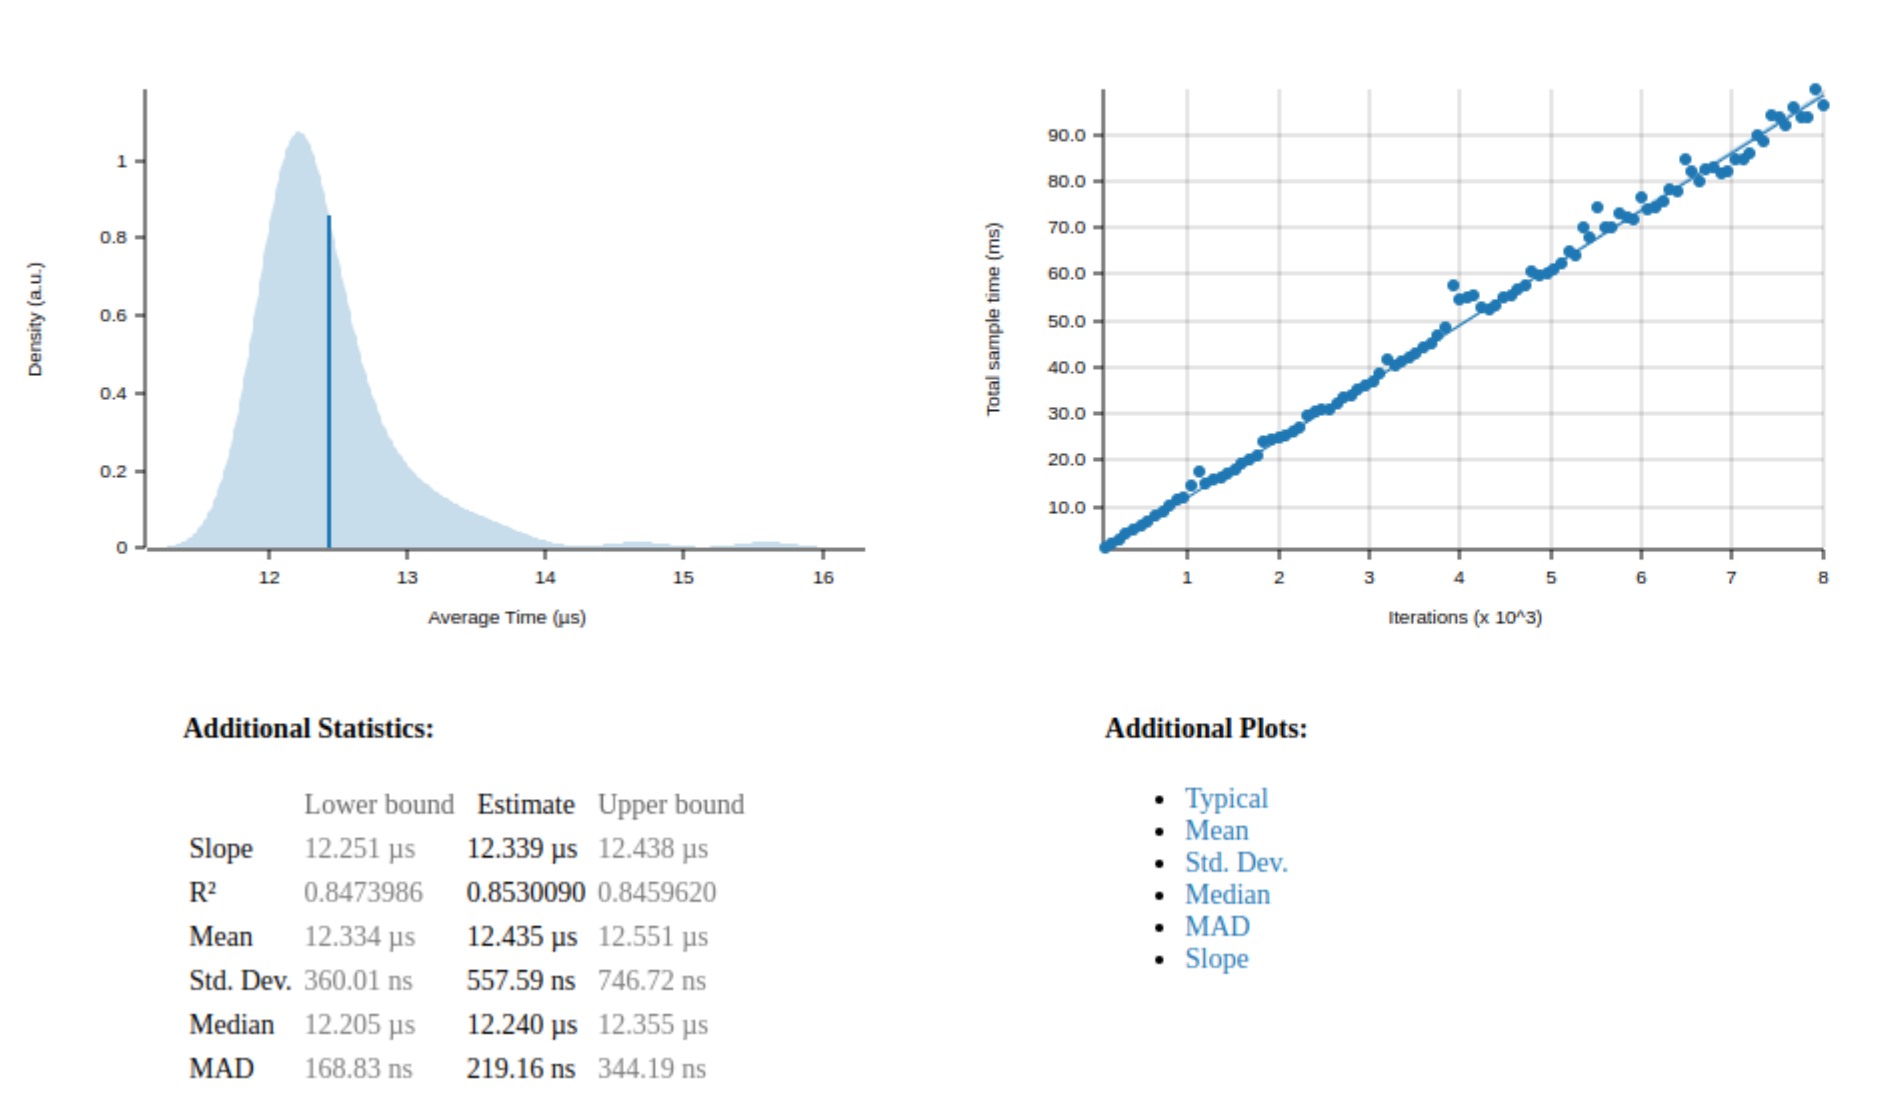 1
0.8
0.6
0.4
0.2
0
Density (a.u.)
12 13 14 15 16
Average Time (µs)
90.0
80.0
70.0
60.0
50.0
40.0
30.0
20.0
10.0
Total sample time (ms)
1 2 3 4 5 6 7 8
Iterations (x 10^3)
Additional Statistics:
Lower bound Estimate Upper bound
Slope 12.251 µs 12.339 µs 12.438 µs
R² 0.8473986 0.8530090 0.8459620
Mean 12.334 µs 12.435 µs 12.551 µs
Std. Dev. 360.01 ns 557.59 ns 746.72 ns
Median 12.205 µs 12.240 µs 12.355 µs
MAD 168.83 ns 219.16 ns 344.19 ns
Additional Plots:
Typical
Mean
Std. Dev.
Median
MAD
Slope